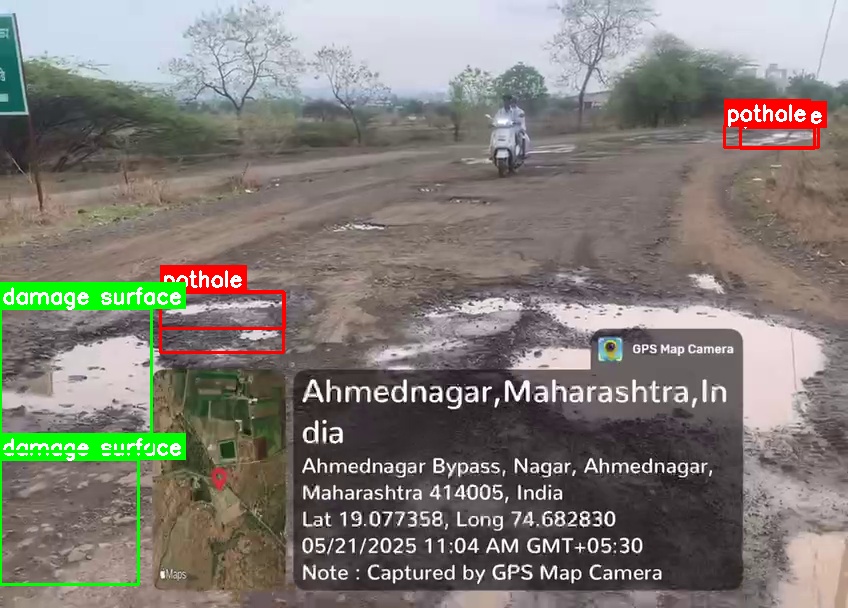 pothole
pothole
damage surface
damage surface
GPS Map Camera
Ahmednagar,Maharashtra,In
dia
Ahmednagar Bypass, Nagar, Ahmednagar,
Maharashtra 414005, India
Lat 19.077358, Long 74.682830
05/21/2025 11:04 AM GMT+05:30
Note : Captured by GPS Map Camera
Maps